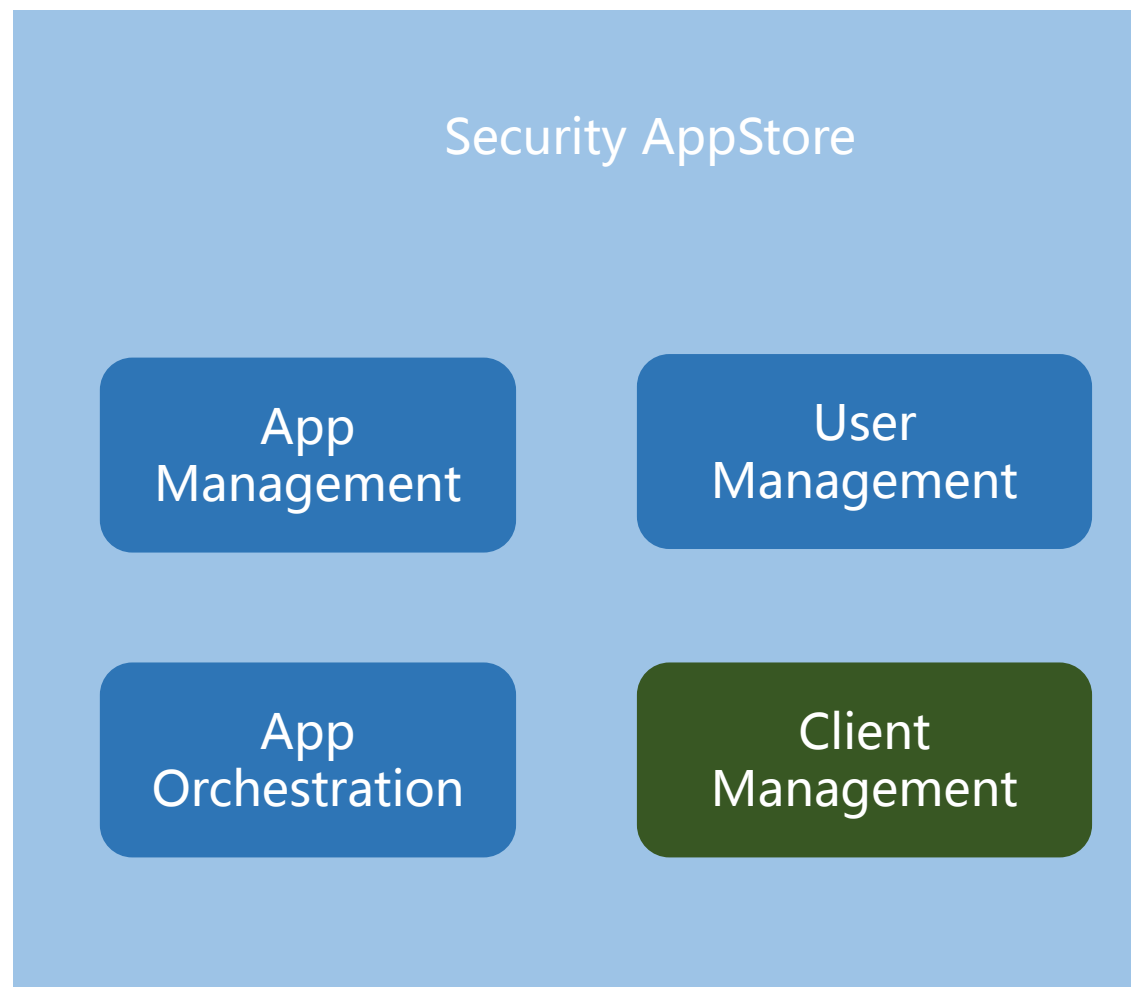 Security AppStore
App
Management
User
Management
App
Orchestration
Client
Management